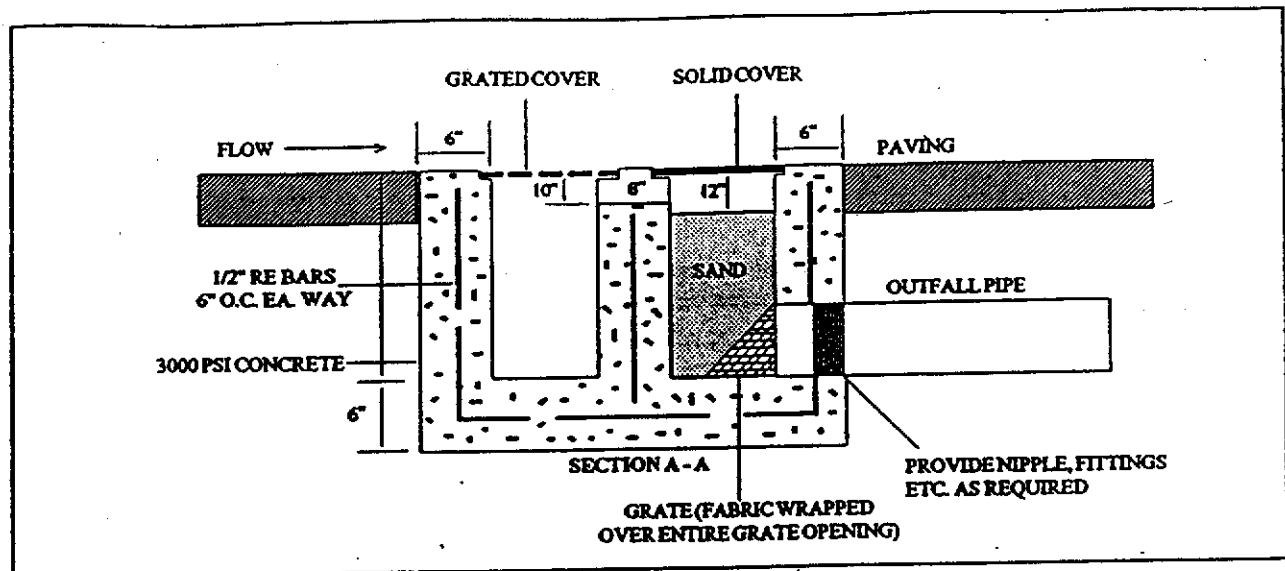 GRATED COVER
SOLID COVER
6"
6"
FLOW
PAVING
10"
8"
12"
1/2" RE BARS
6" O.C. EA. WAY
SAND
OUTFALL PIPE
3000 PSI CONCRETE
6"
SECTION A - A
PROVIDE NIPPLE, FITTINGS
ETC. AS REQUIRED
GRATE (FABRIC WRAPPED
OVER ENTIRE GRATE OPENING)